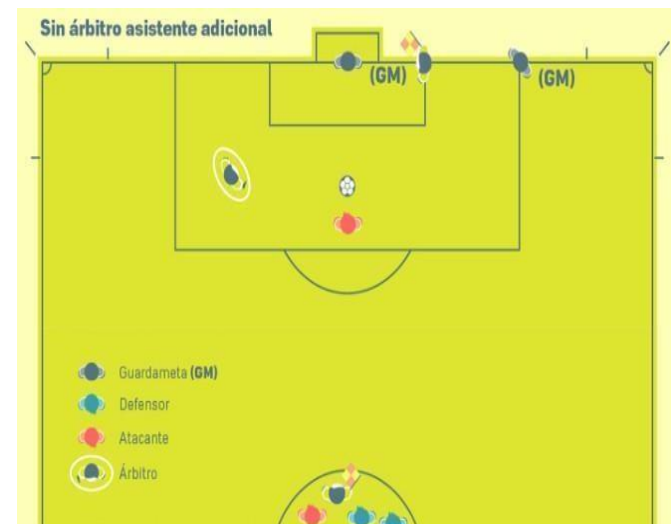 Sin árbitro asistente adicional
(GM)
(GM)
Guardameta (GM)
Defensor
Atacante
Árbitro